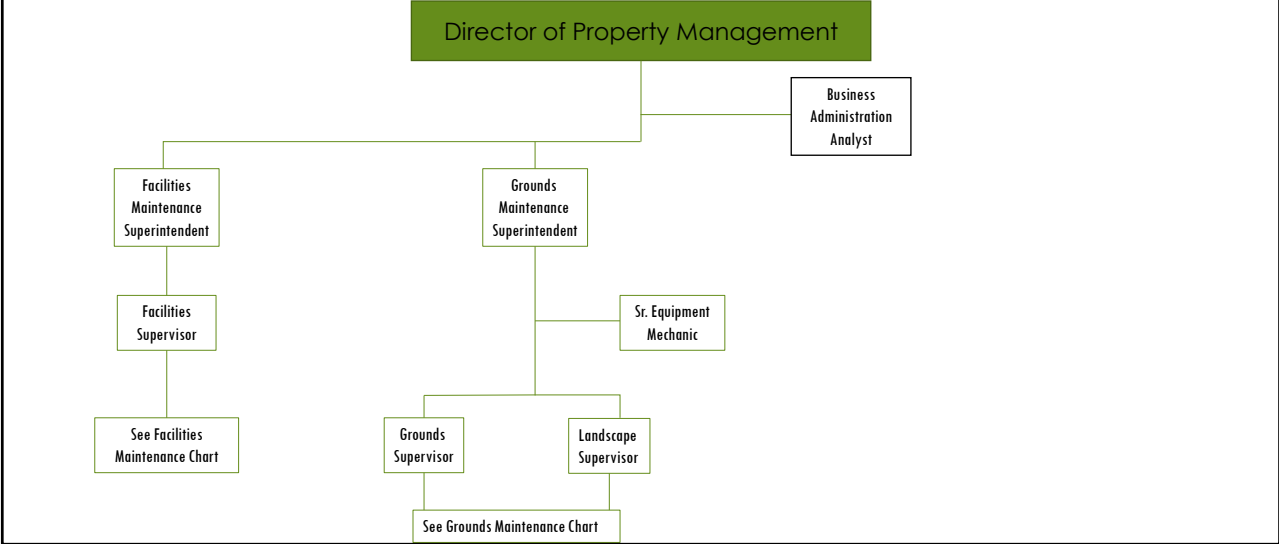 Director of Property Management
Business
Administration
Analyst
Facilities
Maintenance
Superintendent
Grounds
Maintenance
Superintendent
Facilities
Supervisor
Sr. Equipment
Mechanic
See Facilities
Maintenance Chart
Grounds
Supervisor
Landscape
Supervisor
See Grounds Maintenance Chart